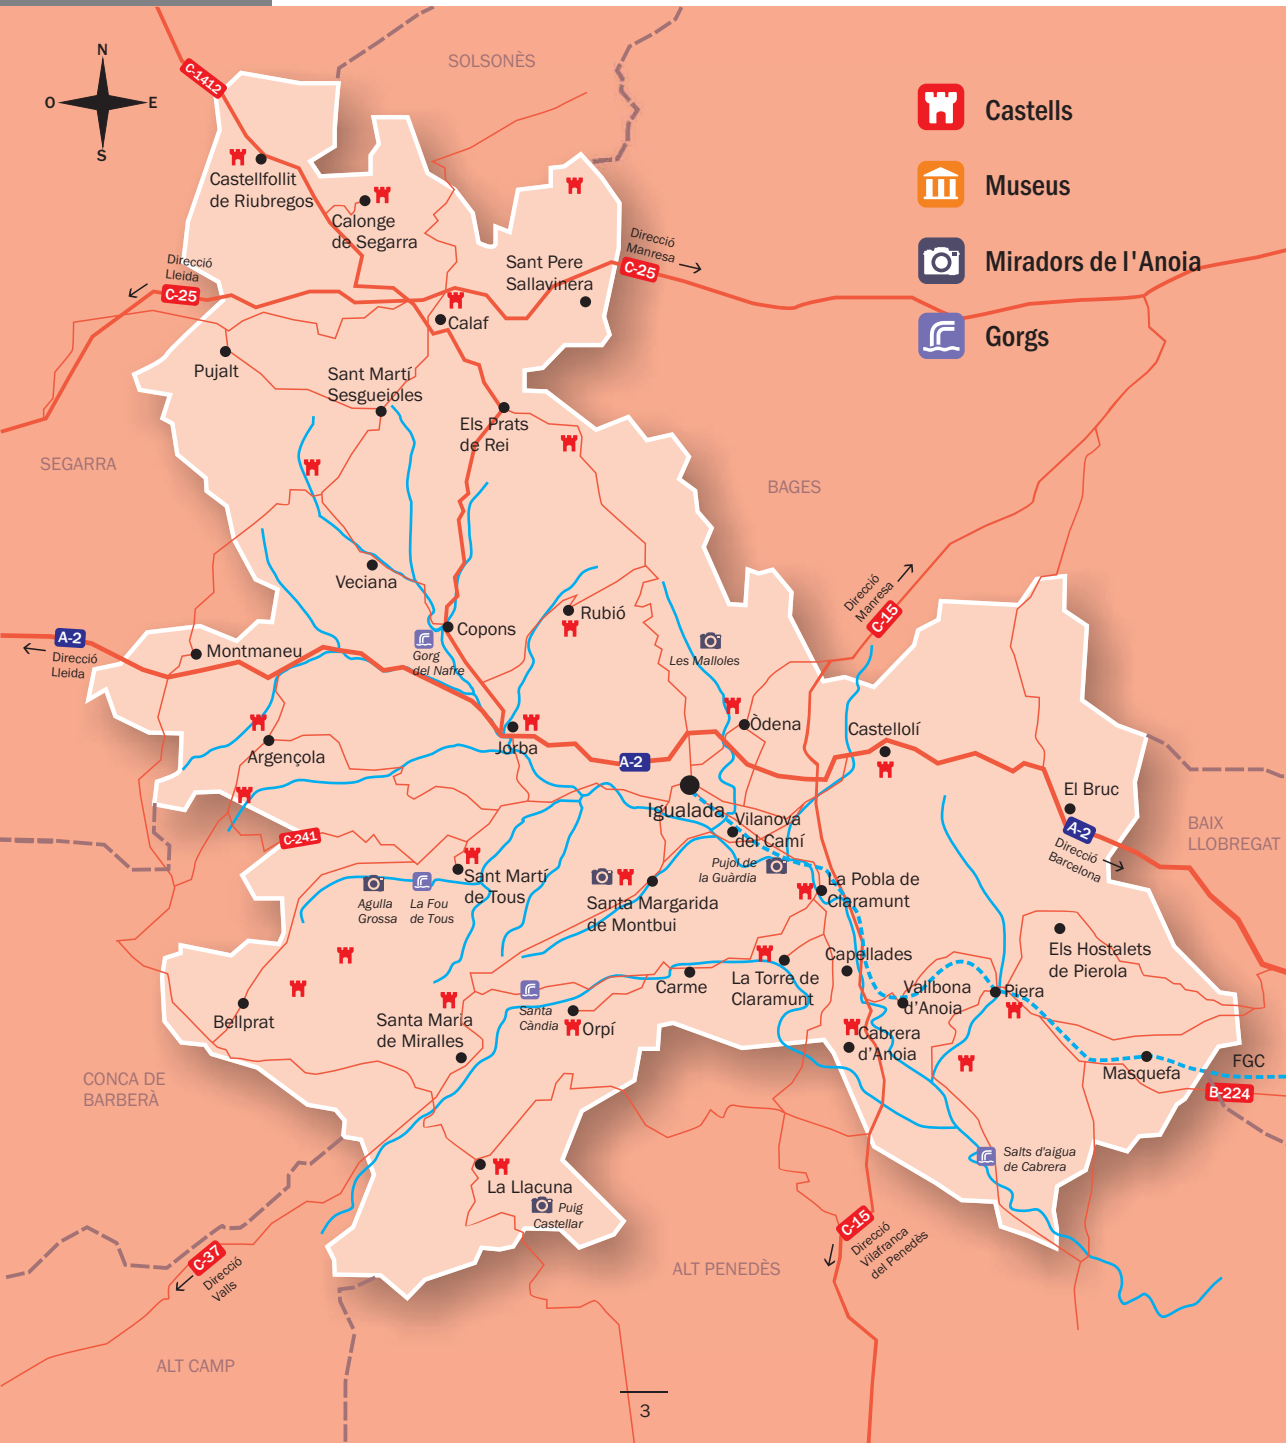 N
O
E
S
C-1412
SOLSONÈS
Castells
Museus
Miradors de l'Anoia
Gorgs
Castellfollit
de Riubregos
Calonge
de Segarra
Direcció
Manresa
C-25
Direcció
Lleida
C-25
Sant Pere
Sallavinera
Calaf
Pujalt
Sant Martí
Sesgueioles
Els Prats
de Rei
SEGARRA
BAGES
Veciana
Direcció
Manresa
C-15
Rubió
Copons
A-2
Direcció
Lleida
Montmaneu
Gorg
del Nafre
Les Malloles
Òdena
Castellolí
Jorba
Argençola
A-2
Igualada
El Bruc
A-2
Direcció
Barcelona
BAIX
LLOBREGAT
Vilanova
del Camí
C-241
Pujol de
la Guàrdia
Sant Martí
de Tous
La Pobla de
Claramunt
Agulla
Grossa
La Fou
de Tous
Santa Margarida
de Montbui
Capellades
Els Hostalets
de Pierola
La Torre de
Claramunt
Carme
Vallbona
d'Anoia
Piera
Bellprat
Santa Maria
de Miralles
Santa
Càndia
Orpí
Cabrera
d'Anoia
FGC
Masquefa
B-224
CONCA DE
BARBERÀ
Salts d'aigua
de Cabrera
La Llacuna
Puig
Castellar
C-15
Direcció
Vilafranca
del Penedès
C-37
Direcció
Valls
ALT PENEDÈS
ALT CAMP
3